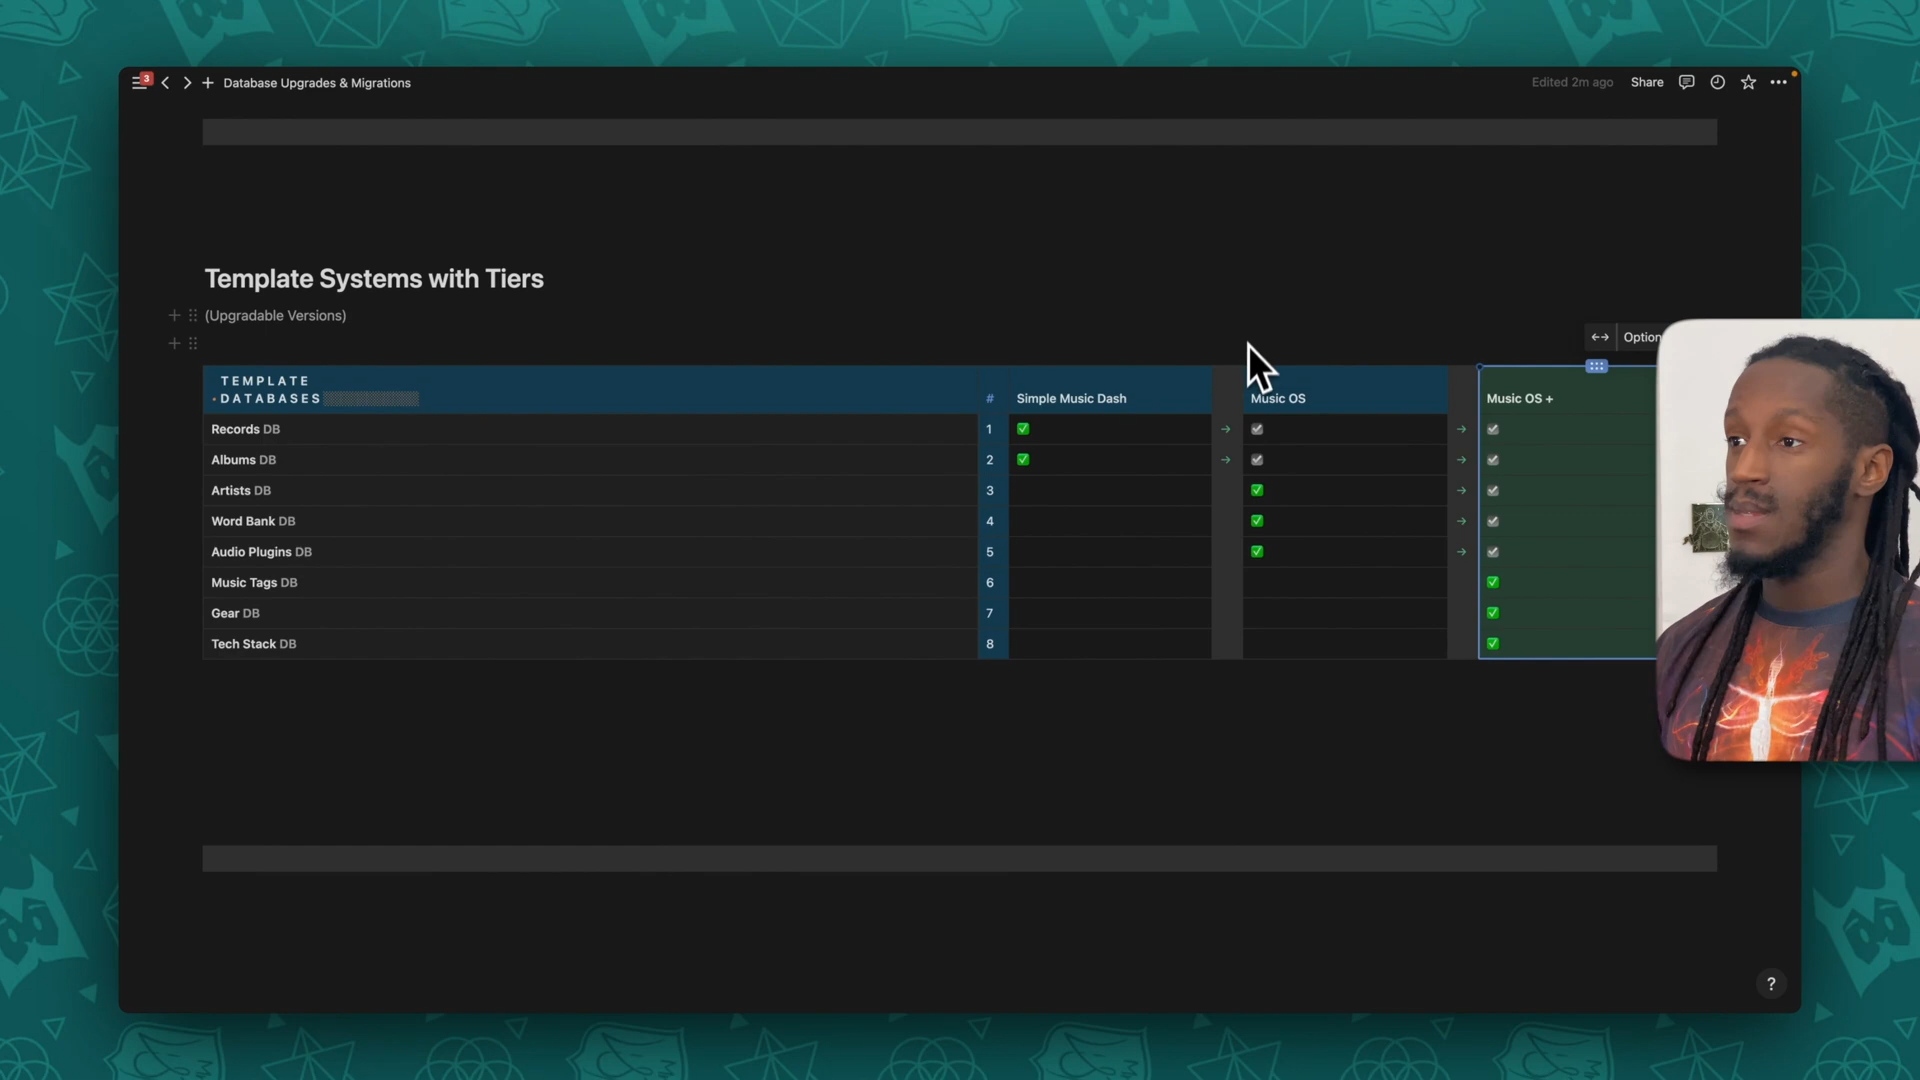 3
Database Upgrades & Migrations
Edited 2m ago
Share
Template Systems with Tiers
(Upgradable Versions)
TEMPLATE
DATABASES # Simple Music Dash Music OS Music OS +
Records DB 1 ✅ → ☑ → ☑
Albums DB 2 ✅ → ☑ → ☑
Artists DB 3 ✅ → ☑
Word Bank DB 4 ✅ → ☑
Audio Plugins DB 5 ✅ → ☑
Music Tags DB 6 ✅
Gear DB 7 ✅
Tech Stack DB 8 ✅
?